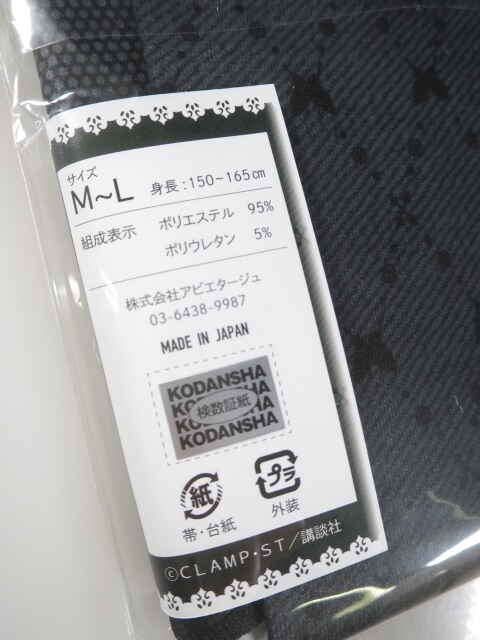 サイズ
M~L 身長:150~165cm
組成表示 ポリエステル 95%
ポリウレタン 5%
株式会社アビエタージュ
03-6438-9987
MADE IN JAPAN
KODANSHA
KODANSHA
検数証紙
KODANSHA
KODANSHA
紙 プラ
帯・台紙 外装
©CLAMP・ST/講談社